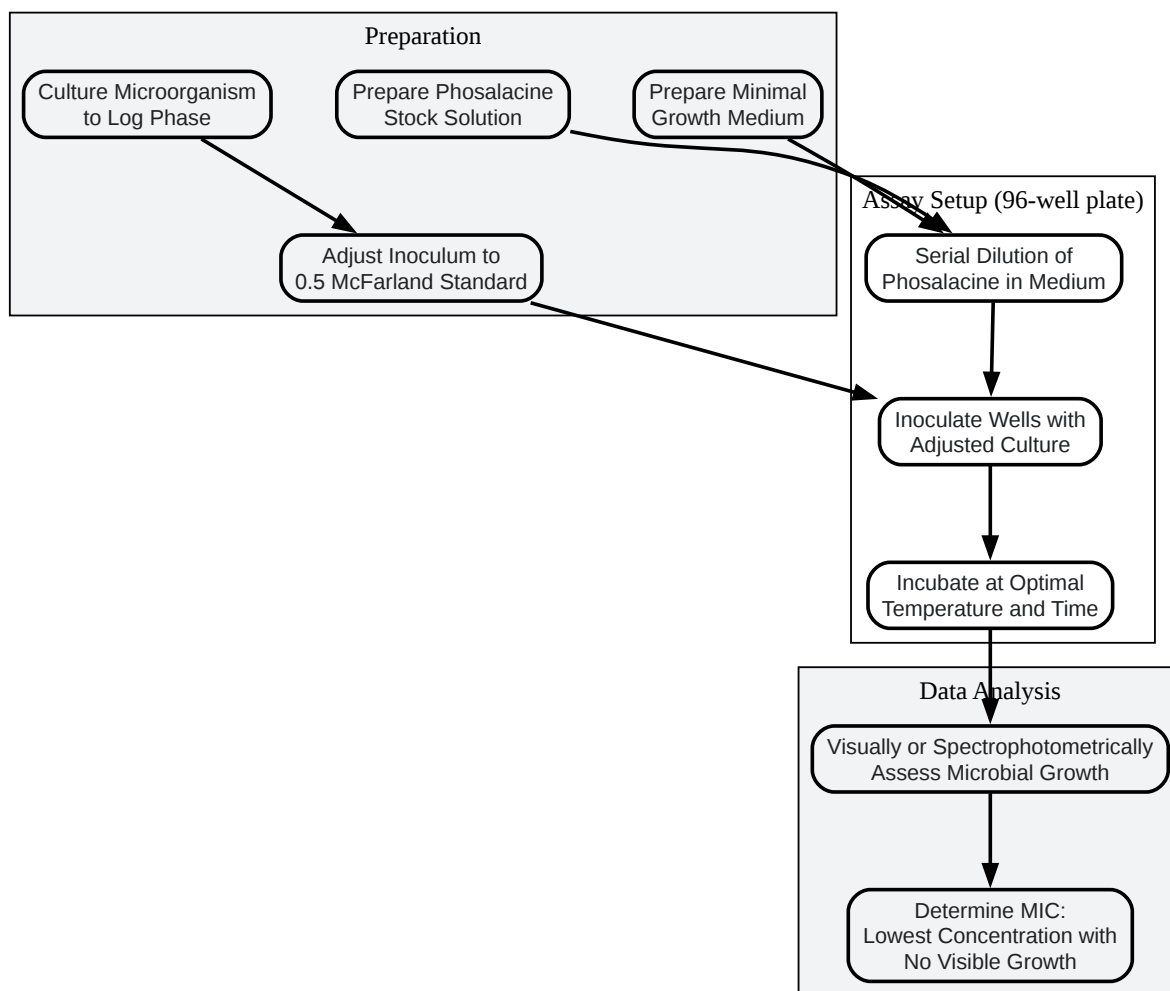 Preparation
Culture Microorganism
to Log Phase
Prepare Phosalacine
Stock Solution
Prepare Minimal
Growth Medium
Adjust Inoculum to
0.5 McFarland Standard
Assay Setup (96-well plate)
Serial Dilution of
Phosalacine in Medium
Inoculate Wells with
Adjusted Culture
Incubate at Optimal
Temperature and Time
Data Analysis
Visually or Spectrophotometrically
Assess Microbial Growth
Determine MIC:
Lowest Concentration with
No Visible Growth